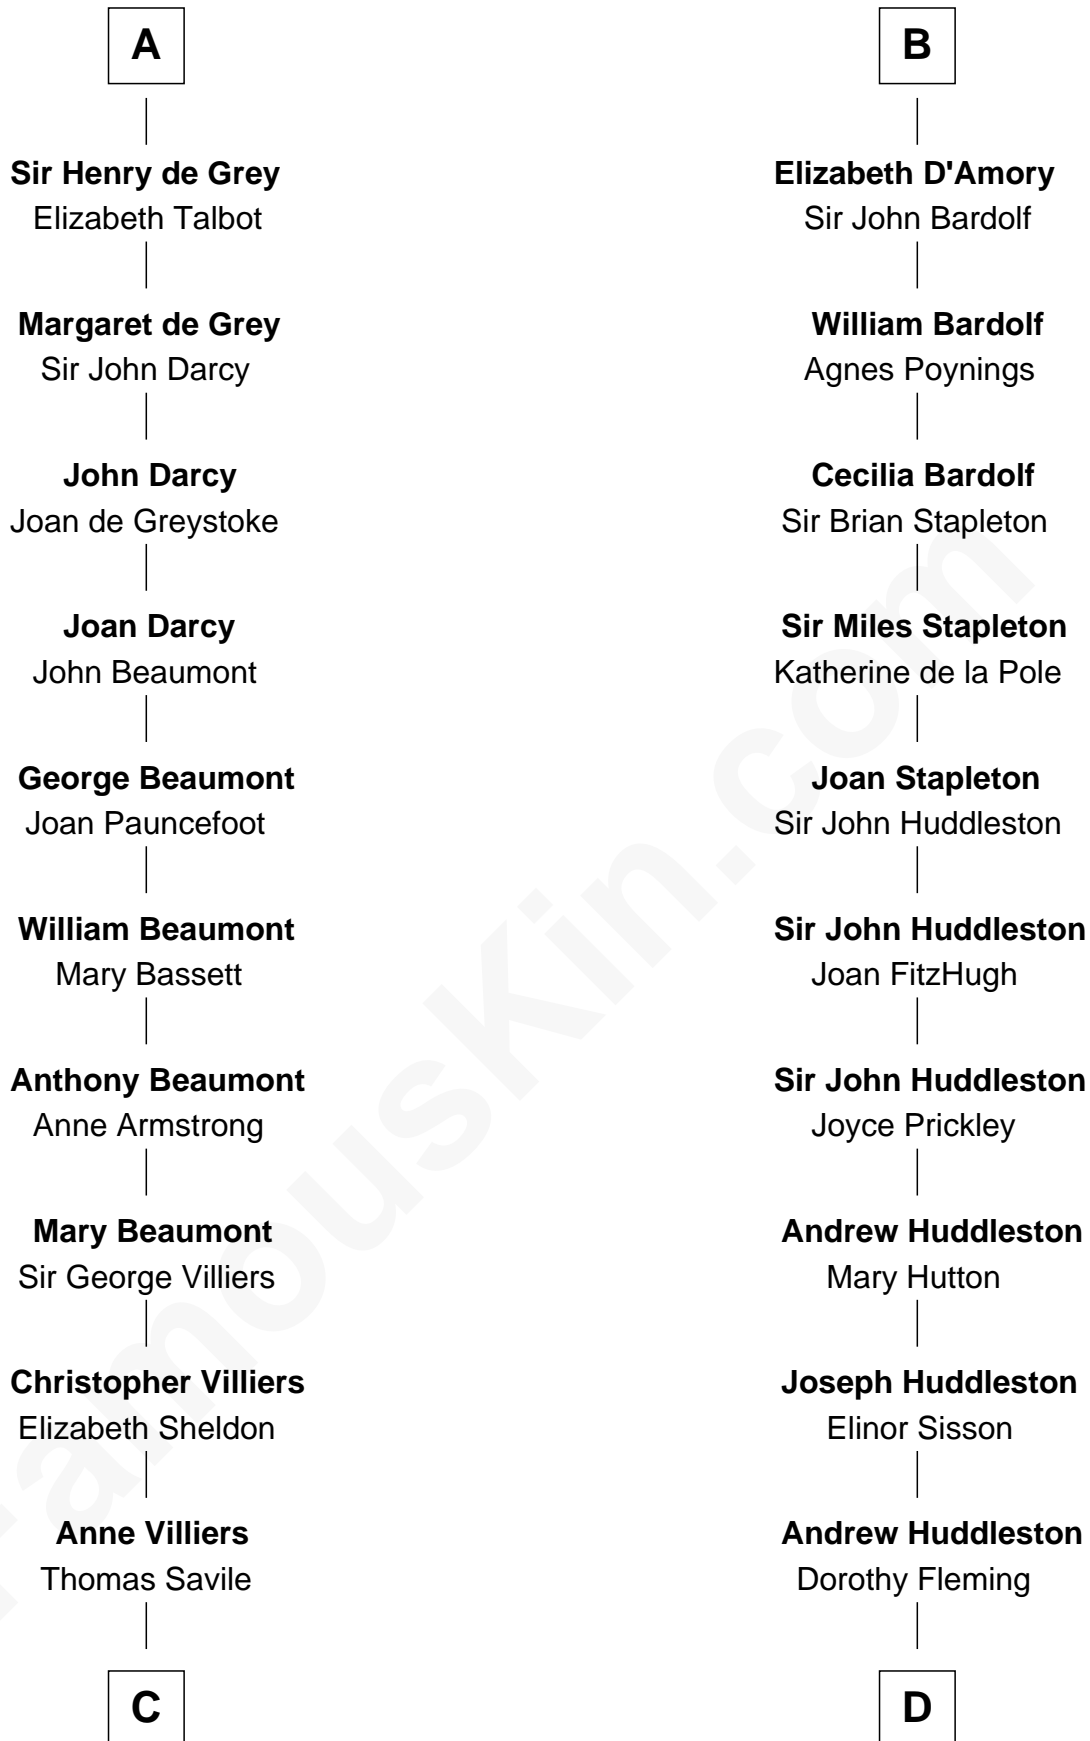 A
Sir Henry de Grey
Elizabeth Talbot
Margaret de Grey
Sir John Darcy
John Darcy
Joan de Greystoke
Joan Darcy
John Beaumont
George Beaumont
Joan Pauncefoot
William Beaumont
Mary Bassett
Anthony Beaumont
Anne Armstrong
Mary Beaumont
Sir George Villiers
Christopher Villiers
Elizabeth Sheldon
Anne Villiers
Thomas Savile
C
B
Elizabeth D'Amory
Sir John Bardolf
William Bardolf
Agnes Poynings
Cecilia Bardolf
Sir Brian Stapleton
Sir Miles Stapleton
Katherine de la Pole
Joan Stapleton
Sir John Huddleston
Sir John Huddleston
Joan FitzHugh
Sir John Huddleston
Joyce Prickley
Andrew Huddleston
Mary Hutton
Joseph Huddleston
Elinor Sisson
Andrew Huddleston
Dorothy Fleming
D
FamousKin.com